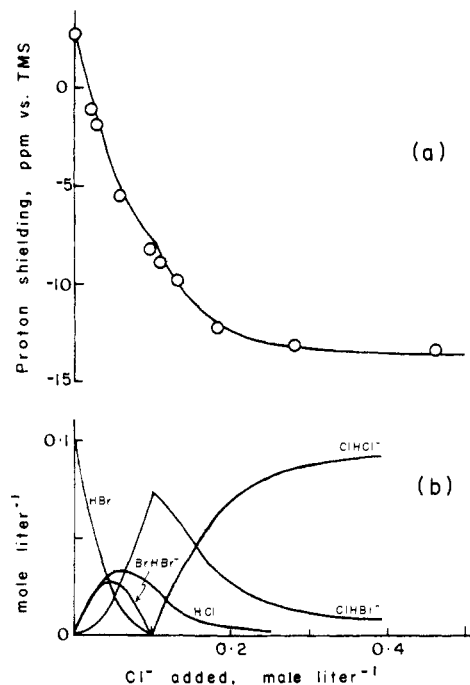 Proton shielding, ppm vs. TMS
0
-5
-10
-15
(a)
mole liter⁻¹
0.1
0
HBr
BrHBr⁻
HCl
ClHCl⁻
ClHBr⁻
(b)
0.2
0.4
Cl⁻ added, mole liter⁻¹